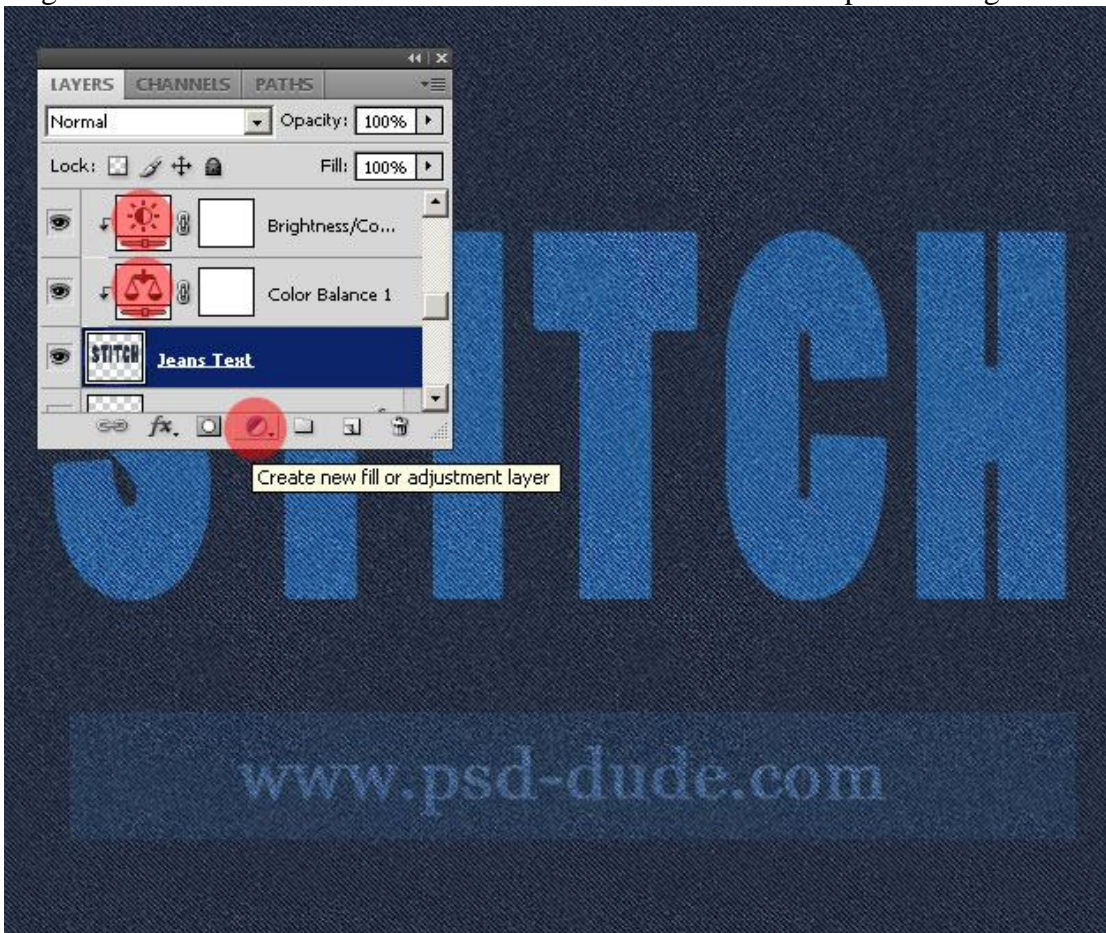 LAYERS CHANNELS PATHS
Normal Opacity: 100%
Lock: Fill: 100%
Brightness/Co...
Color Balance 1
STITCH Jeans Text
fx.
Create new fill or adjustment layer
STITCH
www.psd-dude.com